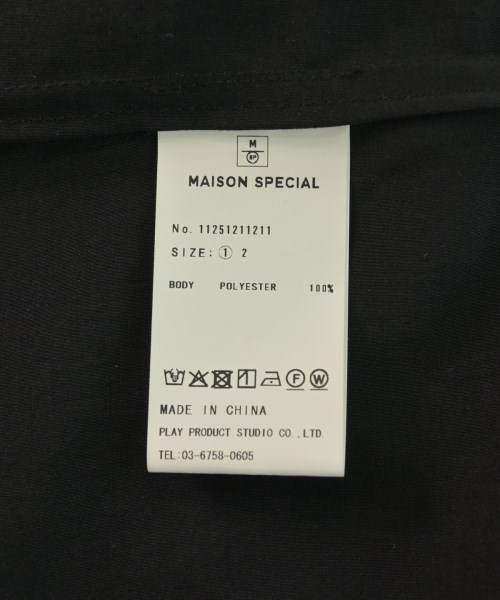 M
SP
MAISON SPECIAL
No. 11251211211
SIZE: ① 2
BODY POLYESTER 100%
F W
MADE IN CHINA
PLAY PRODUCT STUDIO CO.,LTD.
TEL:03-6758-0605